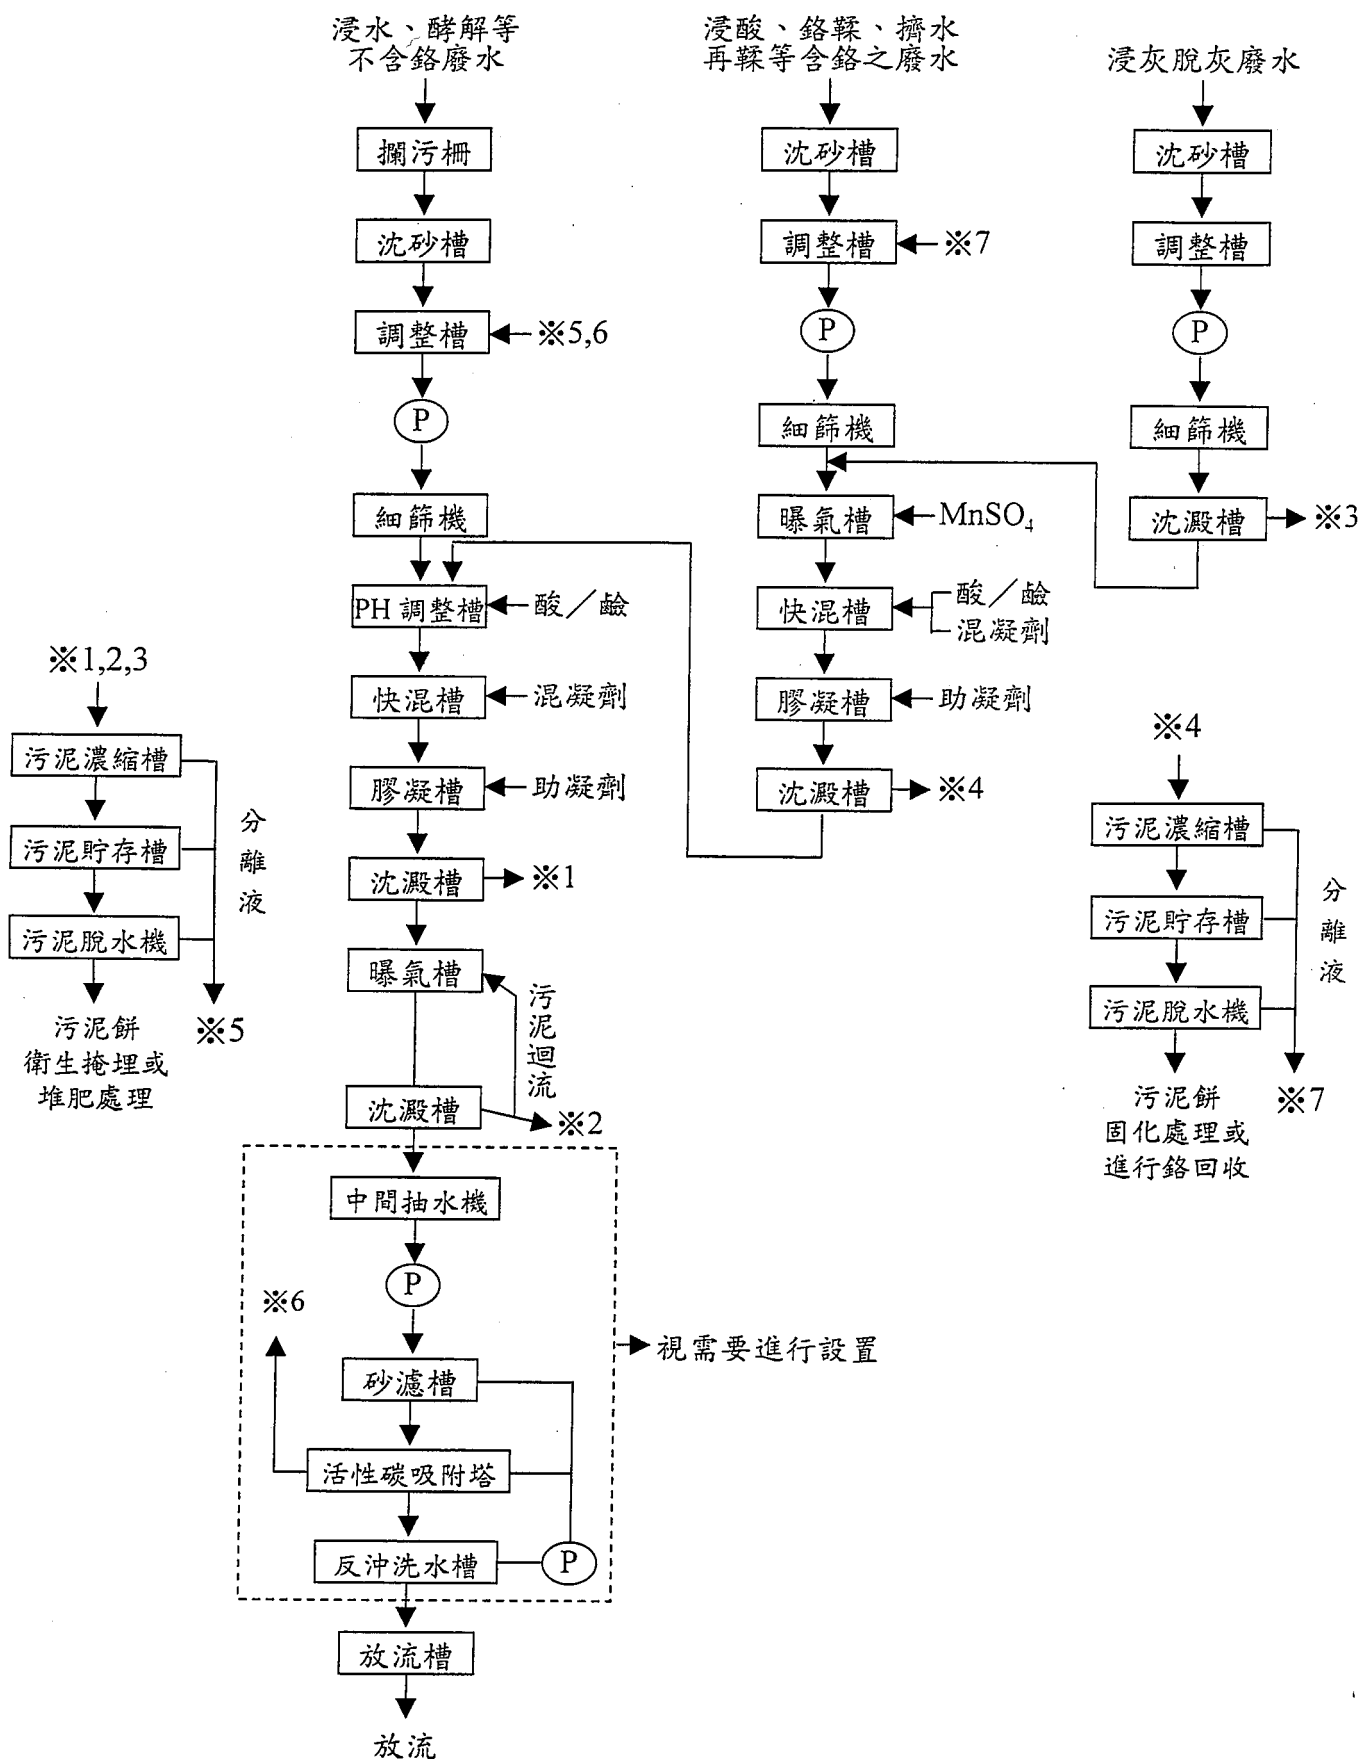 浸水、酵解等
不含鉻廢水
攔污柵
沈砂槽
調整槽
※5,6
P
細篩機
PH 調整槽
酸／鹼
快混槽
混凝劑
膠凝槽
助凝劑
沈澱槽
※1
曝氣槽
污泥迴流
沈澱槽
※2
中間抽水機
P
※6
砂濾槽
視需要進行設置
活性碳吸附塔
反沖洗水槽
P
放流槽
放流
浸酸、鉻鞣、擠水
再鞣等含鉻之廢水
沈砂槽
調整槽
※7
P
細篩機
曝氣槽
MnSO₄
快混槽
酸／鹼
混凝劑
膠凝槽
助凝劑
沈澱槽
※4
浸灰脫灰廢水
沈砂槽
調整槽
P
細篩機
沈澱槽
※3
※1,2,3
污泥濃縮槽
污泥貯存槽
污泥脫水機
分離液
污泥餅
衛生掩埋或
堆肥處理
※5
※4
污泥濃縮槽
污泥貯存槽
污泥脫水機
分離液
污泥餅
固化處理或
進行鉻回收
※7